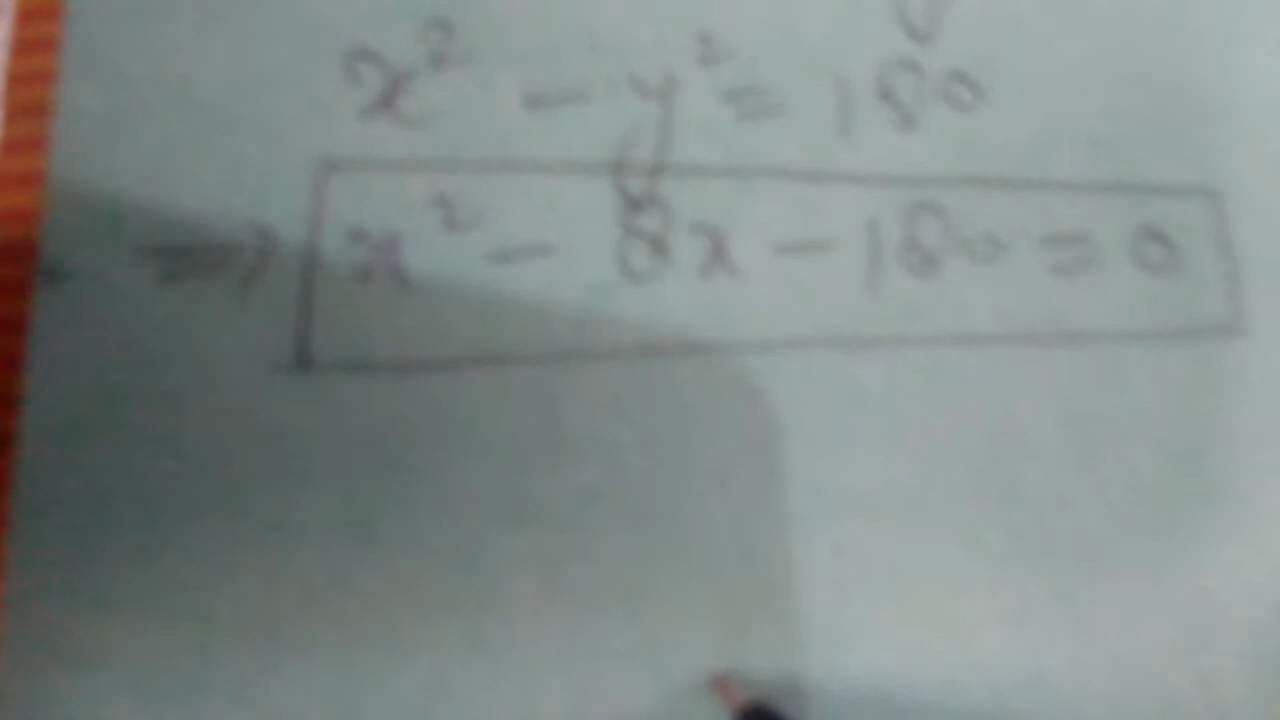 x² - y² = 180
⇒ x² - 8x - 180 = 0